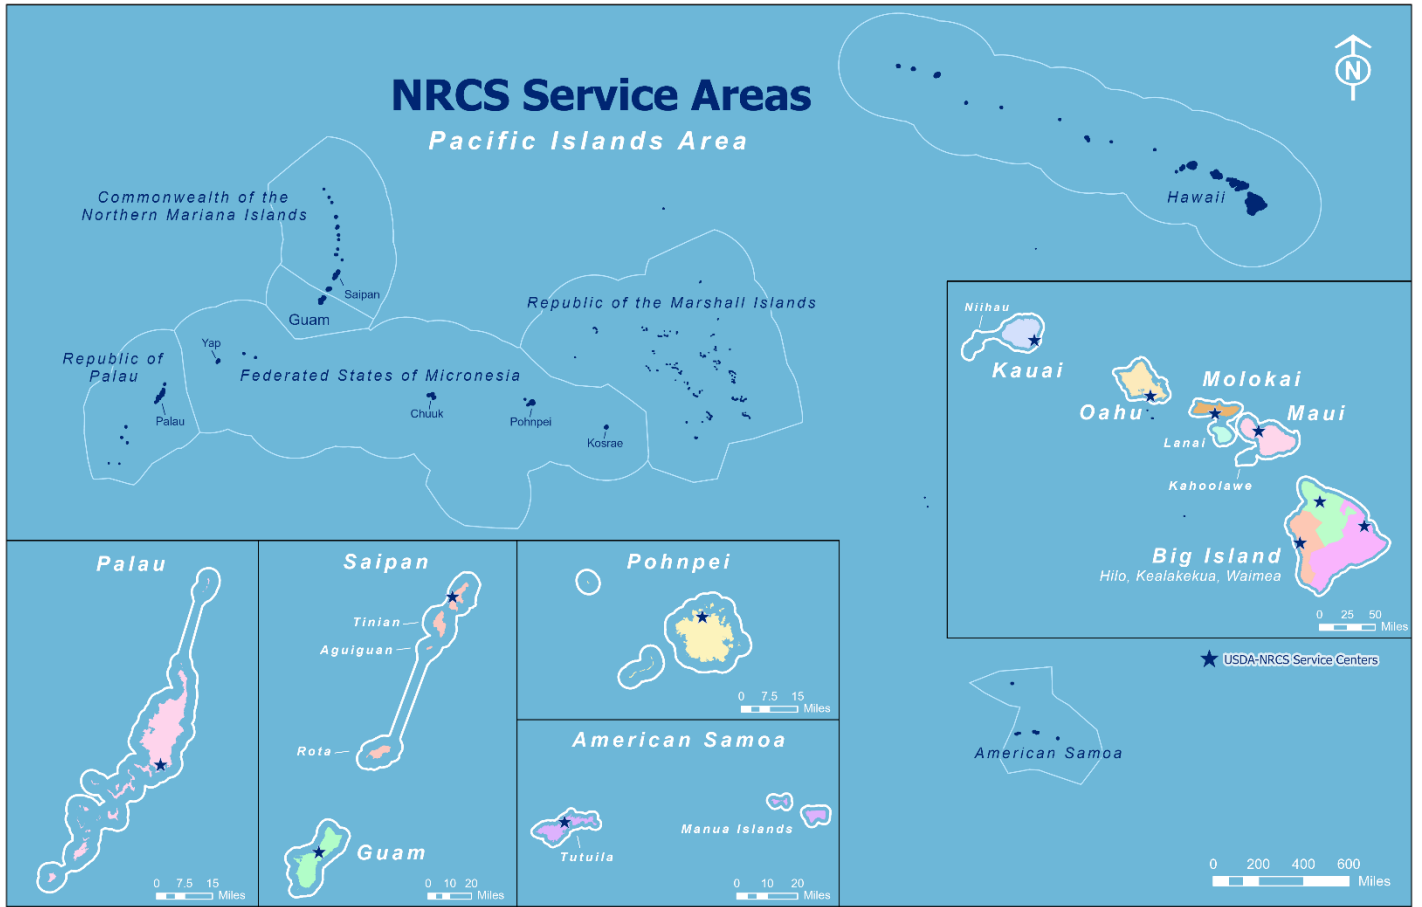 NRCS Service Areas
Pacific Islands Area
N
Commonwealth of the
Northern Mariana Islands
Hawaii
Saipan
Guam
Republic of the Marshall Islands
Yap
Republic of
Palau
Federated States of Micronesia
Palau
Chuuk
Pohnpei
Kosrae
Niihau
Kauai
Molokai
Oahu
Maui
Lanai
Kahoolawe
Big Island
Hilo, Kealakekua, Waimea
0 25 50
Miles
USDA-NRCS Service Centers
American Samoa
0 200 400 600
Miles
Palau
0 7.5 15
Miles
Saipan
Tinian
Aguiguan
Rota
Guam
0 10 20
Miles
Pohnpei
0 7.5 15
Miles
American Samoa
Manua Islands
Tutuila
0 10 20
Miles